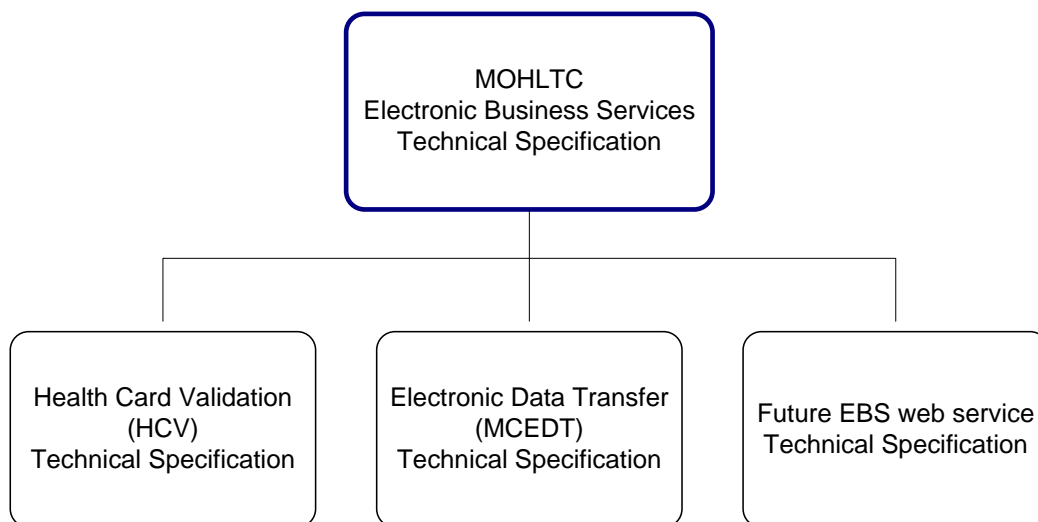 MOHLTC
Electronic Business Services
Technical Specification
Health Card Validation
(HCV)
Technical Specification
Electronic Data Transfer
(MCEDT)
Technical Specification
Future EBS web service
Technical Specification